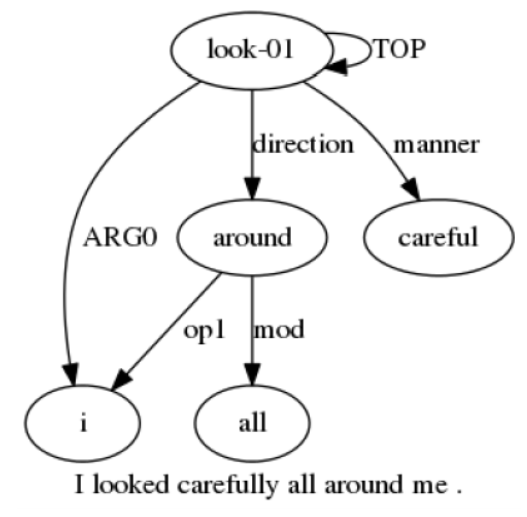 look-01
TOP
direction
manner
ARG0
around
careful
op1
mod
i
all
I looked carefully all around me .